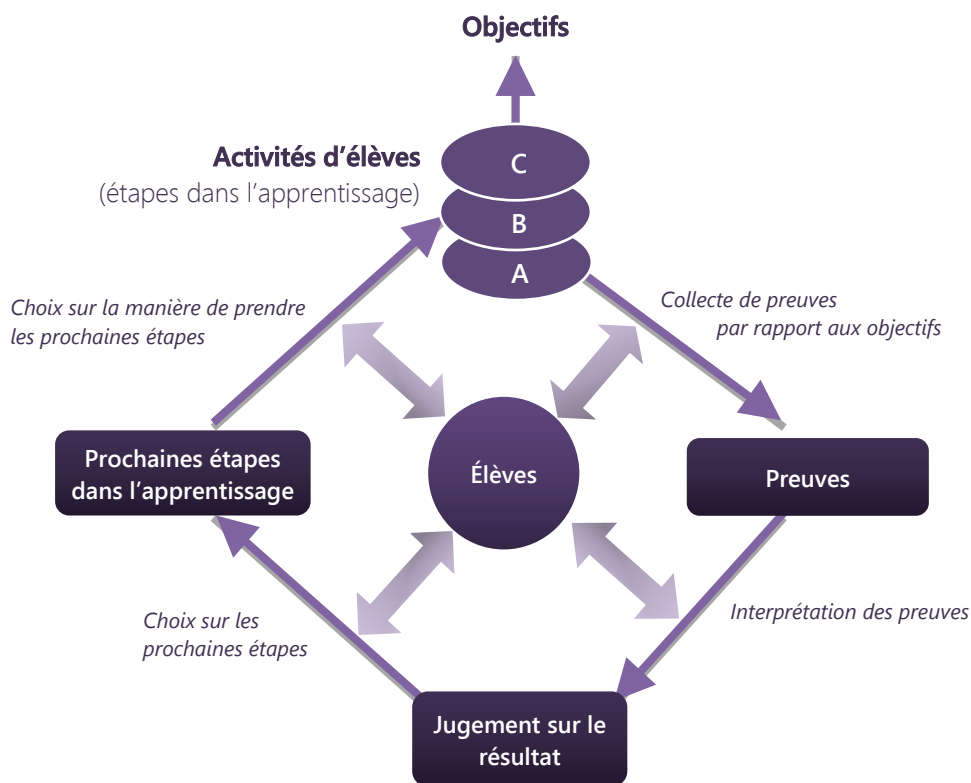 Objectifs
Activités d'élèves
(étapes dans l'apprentissage)
C
B
A
Choix sur la manière de prendre
les prochaines étapes
Collecte de preuves
par rapport aux objectifs
Prochaines étapes
dans l'apprentissage
Élèves
Preuves
Choix sur les
prochaines étapes
Interprétation des preuves
Jugement sur le
résultat